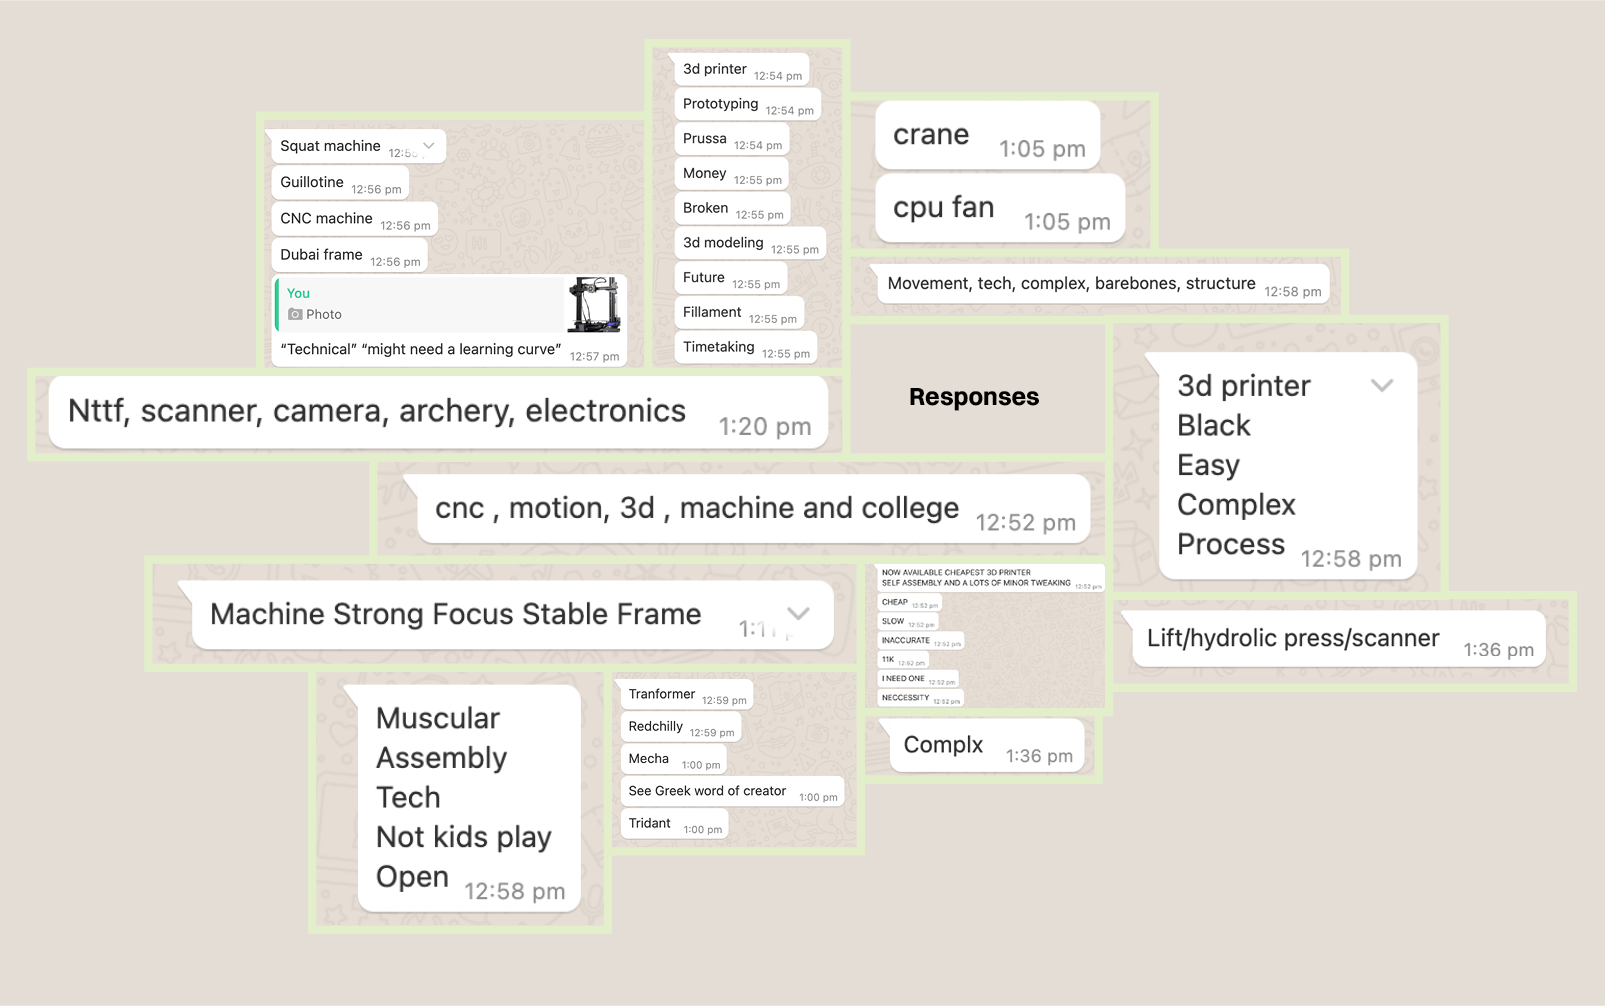 Squat machine
Guillotine 12:56 pm
CNC machine 12:56 pm
Dubai frame 12:56 pm
You
Photo
“Technical” “might need a learning curve” 12:57 pm
3d printer 12:54 pm
Prototyping 12:54 pm
Prussa 12:54 pm
Money 12:55 pm
Broken 12:55 pm
3d modeling 12:55 pm
Future 12:55 pm
Fillament 12:55 pm
Timetaking 12:55 pm
crane 1:05 pm
cpu fan 1:05 pm
Movement, tech, complex, barebones, structure 12:58 pm
Nttf, scanner, camera, archery, electronics 1:20 pm
Responses
3d printer
Black
Easy
Complex
Process 12:58 pm
cnc , motion, 3d , machine and college 12:52 pm
Machine Strong Focus Stable Frame
NOW AVAILABLE CHEAPEST 3D PRINTER
SELF ASSEMBLY AND A LOTS OF MINOR TWEAKING 12:52 pm
CHEAP 12:52 pm
SLOW 12:52 pm
INACCURATE 12:52 pm
11K 12:52 pm
I NEED ONE 12:52 pm
NECCESSITY 12:52 pm
Lift/hydrolic press/scanner 1:36 pm
Muscular
Assembly
Tech
Not kids play
Open 12:58 pm
Tranformer 12:59 pm
Redchilly 12:59 pm
Mecha 1:00 pm
See Greek word of creator 1:00 pm
Tridant 1:00 pm
Complx 1:36 pm